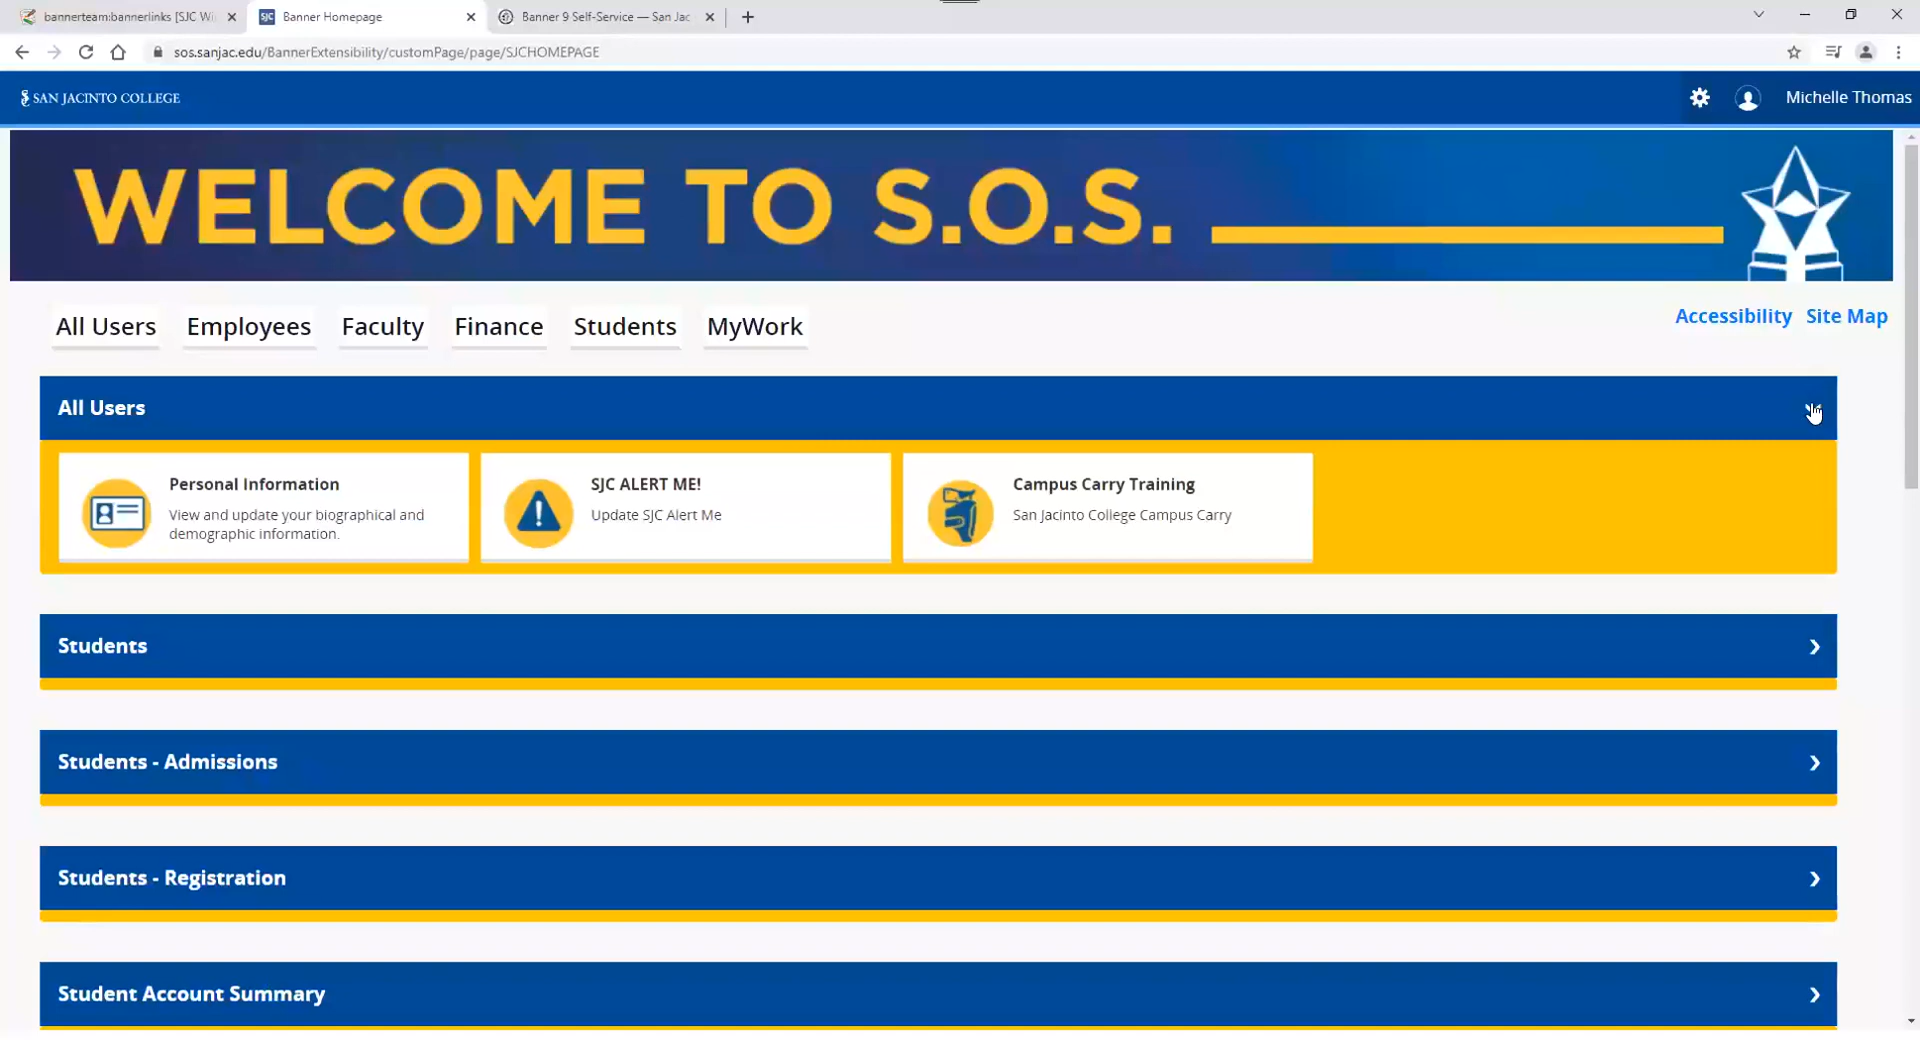 bannerteam:bannerlinks [SJC Wi
Banner Homepage
Banner 9 Self-Service — San Jac
sos.sanjac.edu/BannerExtensibility/customPage/page/SJCHOMEPAGE
SAN JACINTO COLLEGE
Michelle Thomas
WELCOME TO S.O.S.
All Users
Employees
Faculty
Finance
Students
MyWork
Accessibility
Site Map
All Users
Personal Information
View and update your biographical and
demographic information.
SJC ALERT ME!
Update SJC Alert Me
Campus Carry Training
San Jacinto College Campus Carry
Students
Students - Admissions
Students - Registration
Student Account Summary